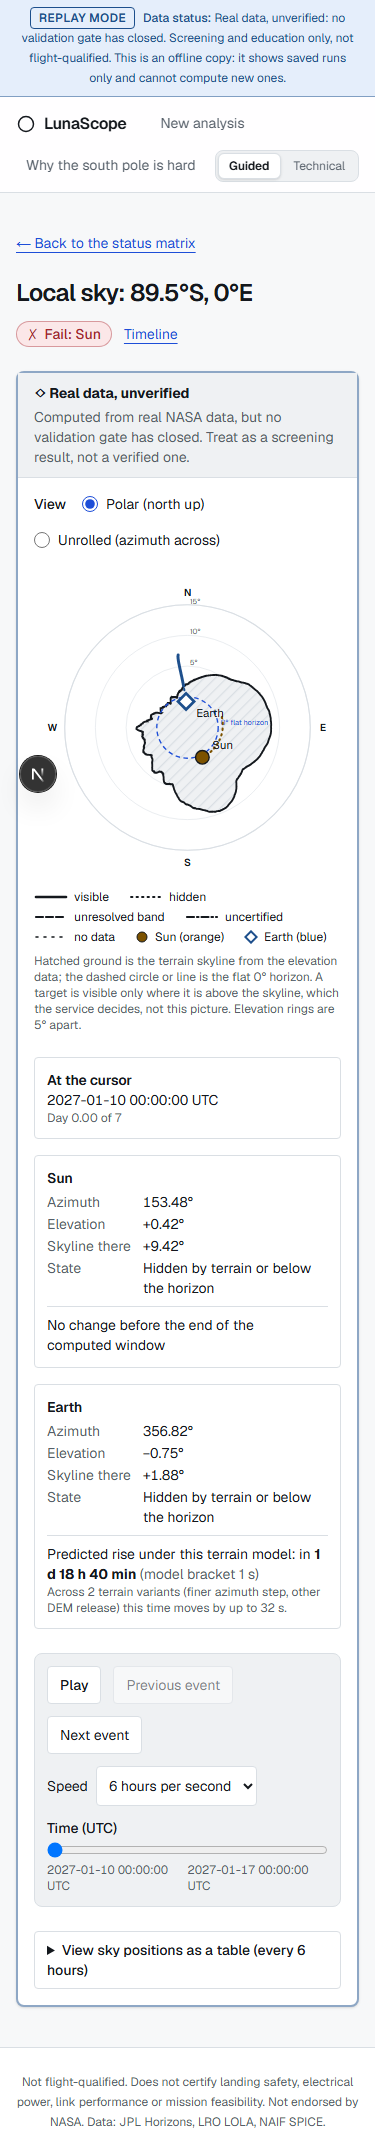 REPLAY MODE Data status: Real data, unverified: no
validation gate has closed. Screening and education only, not
flight-qualified. This is an offline copy: it shows saved runs
only and cannot compute new ones.
LunaScope New analysis
Why the south pole is hard Guided Technical
← Back to the status matrix
Local sky: 89.5°S, 0°E
✗ Fail: Sun Timeline
◇ Real data, unverified
Computed from real NASA data, but no
validation gate has closed. Treat as a screening
result, not a verified one.
View Polar (north up)
Unrolled (azimuth across)
N
15°
10°
5°
Earth
0° flat horizon
W
E
Sun
N
S
visible hidden
unresolved band uncertified
no data Sun (orange) Earth (blue)
Hatched ground is the terrain skyline from the elevation
data; the dashed circle or line is the flat 0° horizon. A
target is visible only where it is above the skyline, which
the service decides, not this picture. Elevation rings are
5° apart.
At the cursor
2027-01-10 00:00:00 UTC
Day 0.00 of 7
Sun
Azimuth 153.48°
Elevation +0.42°
Skyline there +9.42°
State Hidden by terrain or below
the horizon
No change before the end of the
computed window
Earth
Azimuth 356.82°
Elevation −0.75°
Skyline there +1.88°
State Hidden by terrain or below
the horizon
Predicted rise under this terrain model: in 1
d 18 h 40 min (model bracket 1 s)
Across 2 terrain variants (finer azimuth step, other
DEM release) this time moves by up to 32 s.
Play Previous event
Next event
Speed 6 hours per second
Time (UTC)
2027-01-10 00:00:00 2027-01-17 00:00:00
UTC UTC
▶ View sky positions as a table (every 6
hours)
Not flight-qualified. Does not certify landing safety, electrical
power, link performance or mission feasibility. Not endorsed by
NASA. Data: JPL Horizons, LRO LOLA, NAIF SPICE.